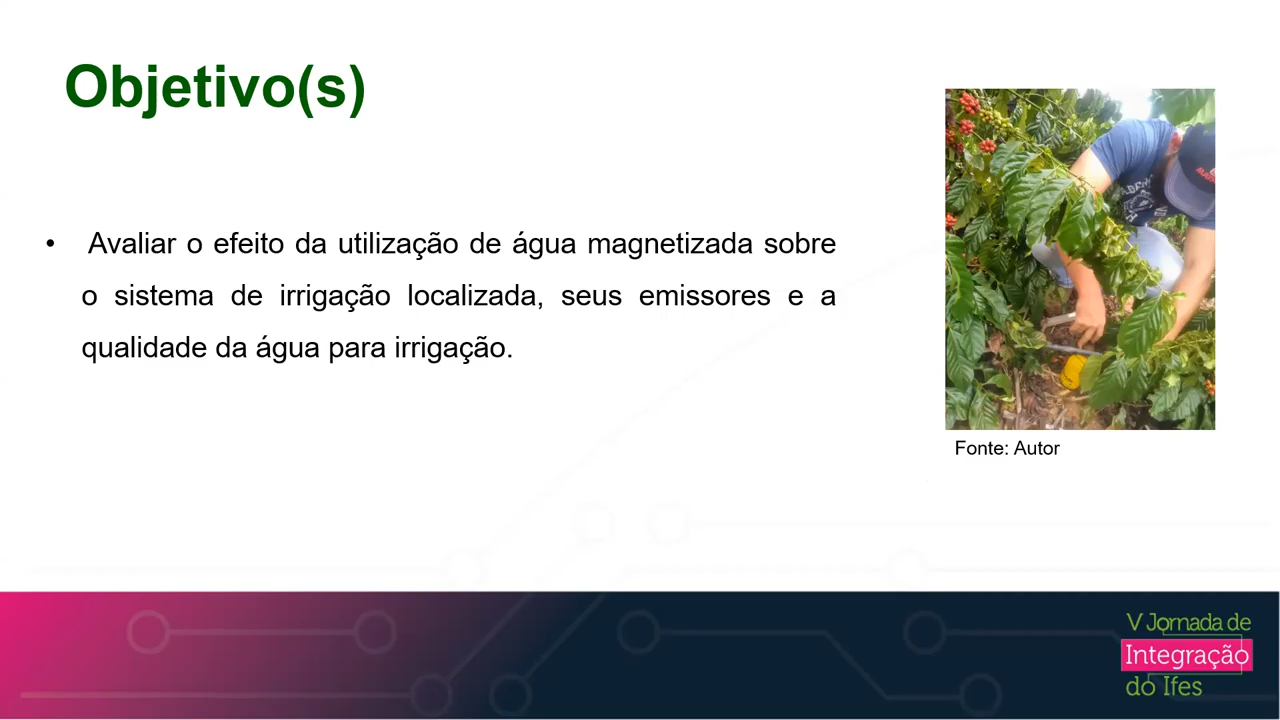 Objetivo(s)
• Avaliar o efeito da utilização de água magnetizada sobre
o sistema de irrigação localizada, seus emissores e a
qualidade da água para irrigação.
Fonte: Autor
V Jornada de
Integração
do Ifes